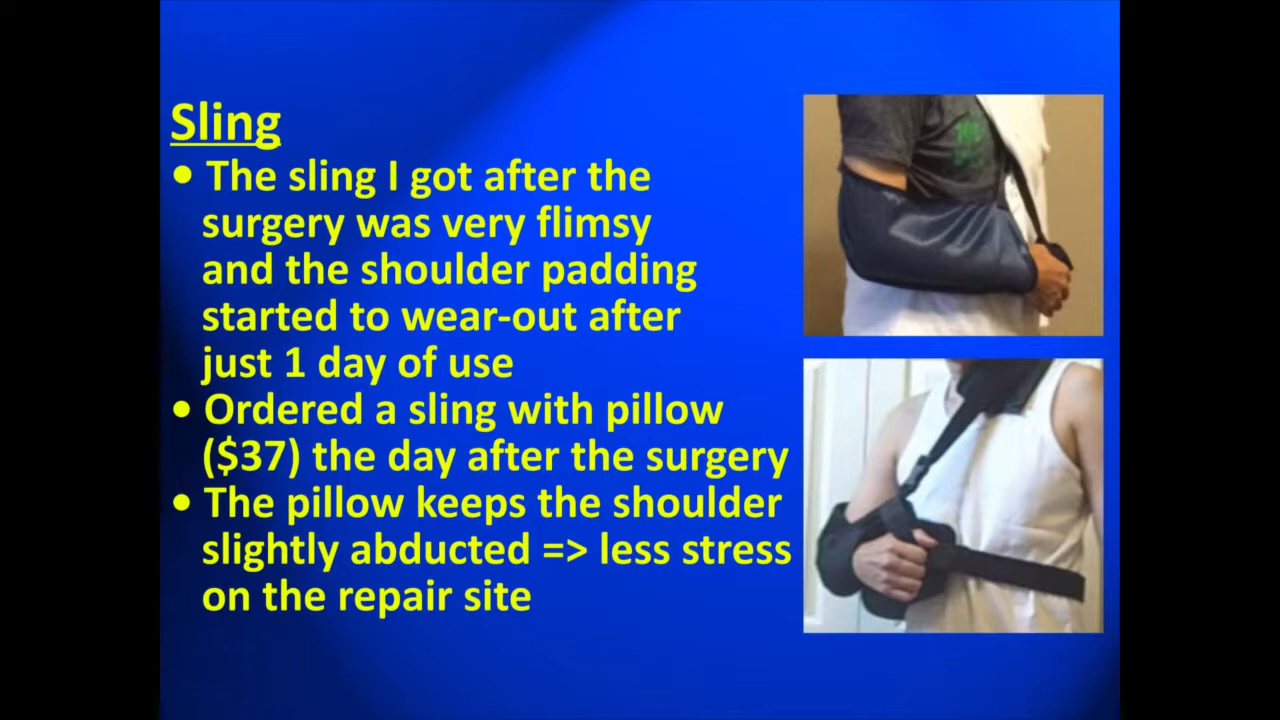 Sling
• The sling I got after the
surgery was very flimsy
and the shoulder padding
started to wear-out after
just 1 day of use
• Ordered a sling with pillow
($37) the day after the surgery
• The pillow keeps the shoulder
slightly abducted => less stress
on the repair site